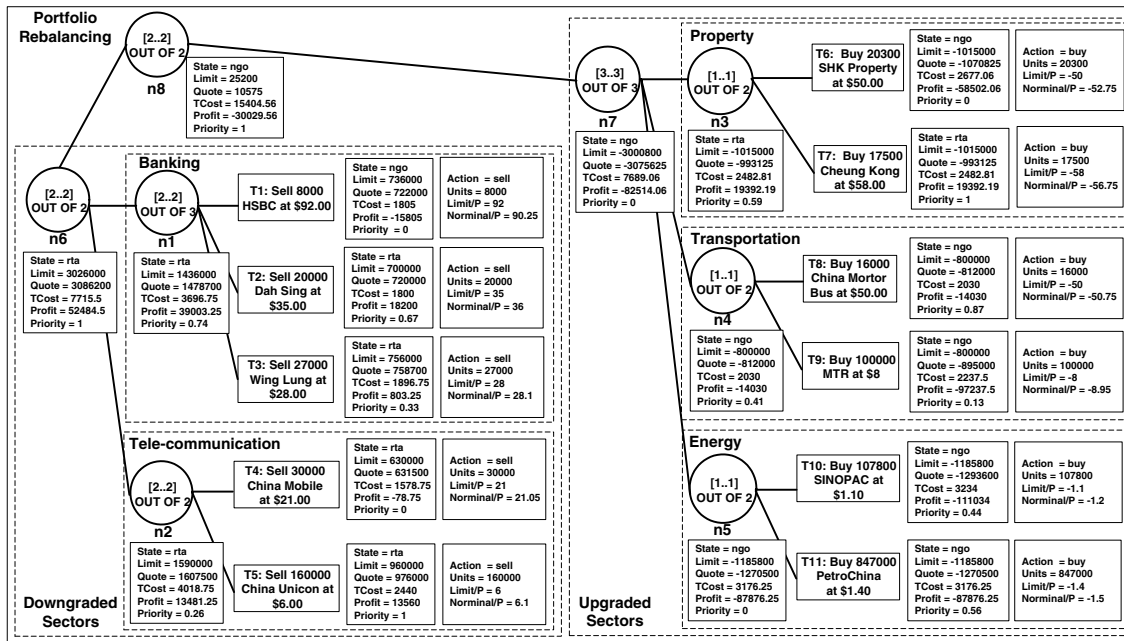 Portfolio
Rebalancing
[2..2]
OUT OF 2
n8
State = ngo
Limit = 25200
Quote = 10575
TCost = 15404.56
Profit = -30029.56
Priority = 1
[2..2]
OUT OF 2
n6
State = rta
Limit = 3026000
Quote = 3086200
TCost = 7715.5
Profit = 52484.5
Priority = 1
Downgraded
Sectors
Banking
[2..2]
OUT OF 3
n1
State = rta
Limit = 1436000
Quote = 1478700
TCost = 3696.75
Profit = 39003.25
Priority = 0.74
T1: Sell 8000
HSBC at $92.00
State = ngo
Limit = 736000
Quote = 722000
TCost = 1805
Profit = -15805
Priority = 0
Action = sell
Units = 8000
Limit/P = 92
Norminal/P = 90.25
T2: Sell 20000
Dah Sing at
$35.00
State = rta
Limit = 700000
Quote = 720000
TCost = 1800
Profit = 18200
Priority = 0.67
Action = sell
Units = 20000
Limit/P = 35
Norminal/P = 36
T3: Sell 27000
Wing Lung at
$28.00
State = rta
Limit = 756000
Quote = 758700
TCost = 1896.75
Profit = 803.25
Priority = 0.33
Action = sell
Units = 27000
Limit/P = 28
Norminal/P = 28.1
Tele-communication
[2..2]
OUT OF 2
n2
State = rta
Limit = 1590000
Quote = 1607500
TCost = 4018.75
Profit = 13481.25
Priority = 0.26
T4: Sell 30000
China Mobile
at $21.00
State = rta
Limit = 630000
Quote = 631500
TCost = 1578.75
Profit = -78.75
Priority = 0
Action = sell
Units = 30000
Limit/P = 21
Norminal/P = 21.05
T5: Sell 160000
China Unicon at
$6.00
State = rta
Limit = 960000
Quote = 976000
TCost = 2440
Profit = 13560
Priority = 1
Action = sell
Units = 160000
Limit/P = 6
Norminal/P = 6.1
[3..3]
OUT OF 3
n7
State = ngo
Limit = -3000800
Quote = -3075625
TCost = 7689.06
Profit = -82514.06
Priority = 0
Upgraded
Sectors
Property
[1..1]
OUT OF 2
n3
State = rta
Limit = -1015000
Quote = -993125
TCost = 2482.81
Profit = 19392.19
Priority = 0.59
T6: Buy 20300
SHK Property
at $50.00
State = ngo
Limit = -1015000
Quote = -1070825
TCost = 2677.06
Profit = -58502.06
Priority = 0
Action = buy
Units = 20300
Limit/P = -50
Norminal/P = -52.75
T7: Buy 17500
Cheung Kong at
$58.00
State = rta
Limit = -1015000
Quote = -993125
TCost = 2482.81
Profit = 19392.19
Priority = 1
Action = buy
Units = 17500
Limit/P = -58
Norminal/P = -56.75
Transportation
[1..1]
OUT OF 2
n4
State = ngo
Limit = -800000
Quote = -812000
TCost = 2030
Profit = -14030
Priority = 0.41
T8: Buy 16000
China Mortor
Bus at $50.00
State = ngo
Limit = -800000
Quote = -812000
TCost = 2030
Profit = -14030
Priority = 0.87
Action = buy
Units = 16000
Limit/P = -50
Norminal/P = -50.75
T9: Buy 100000
MTR at $8
State = ngo
Limit = -800000
Quote = -895000
TCost = 2237.5
Profit = -97237.5
Priority = 0.13
Action = buy
Units = 100000
Limit/P = -8
Norminal/P = -8.95
Energy
[1..1]
OUT OF 2
n5
State = ngo
Limit = -1185800
Quote = -1270500
TCost = 3176.25
Profit = -87876.25
Priority = 0
T10: Buy 107800
SINOPAC at
$1.10
State = ngo
Limit = -1185800
Quote = -1293600
TCost = 3234
Profit = -111034
Priority = 0.44
Action = buy
Units = 107800
Limit/P = -1.1
Norminal/P = -1.2
T11: Buy 847000
PetroChina
at $1.40
State = ngo
Limit = -1185800
Quote = -1270500
TCost = 3176.25
Profit = -87876.25
Priority = 0.56
Action = buy
Units = 847000
Limit/P = -1.4
Norminal/P = -1.5